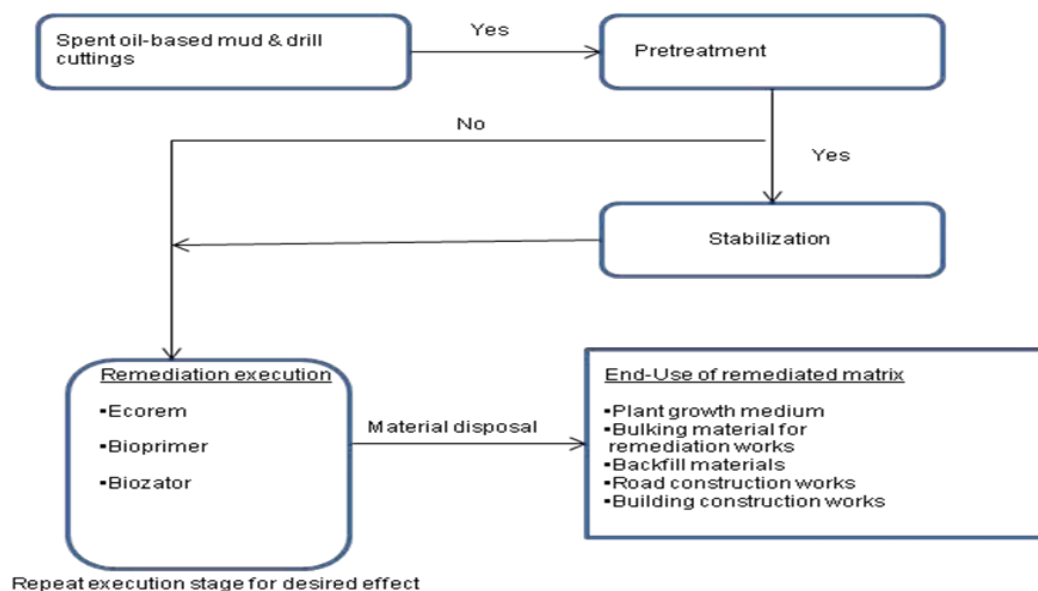 Spent oil-based mud & drill
cuttings
Yes
Pretreatment
No
Yes
Stabilization
Remediation execution
▪Ecorem
▪Bioprimer
▪Biozator
Material disposal
End-Use of remediated matrix
▪Plant growth medium
▪Bulking material for
remediation works
▪Backfill materials
▪Road construction works
▪Building construction works
Repeat execution stage for desired effect